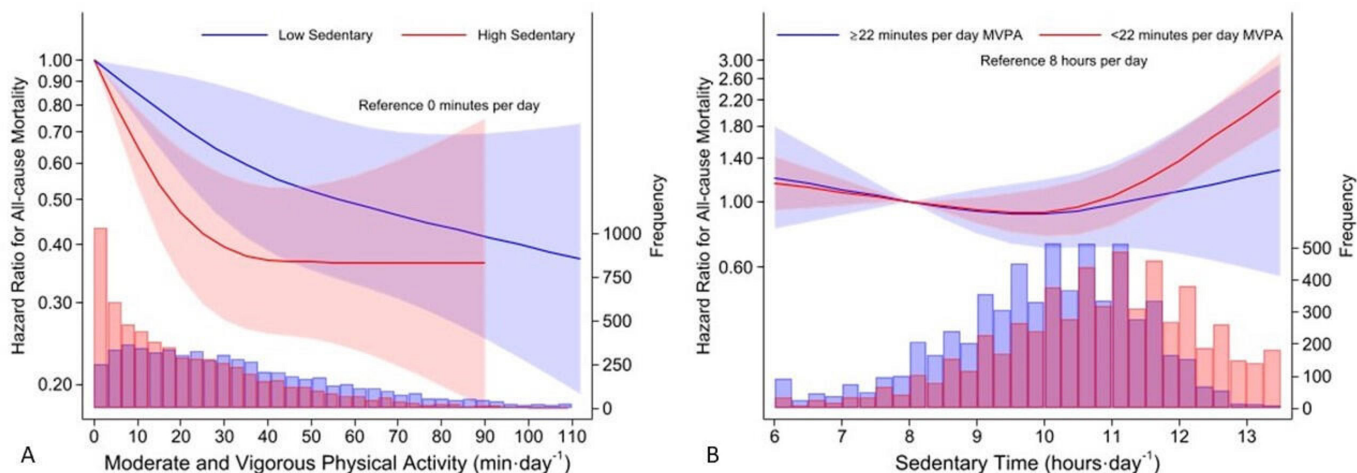 Low Sedentary High Sedentary
Reference 0 minutes per day
Hazard Ratio for All-cause Mortality
1.00
0.90
0.80
0.70
0.60
0.50
0.40
0.30
0.20
1000
750
500
250
0
Frequency
0 10 20 30 40 50 60 70 80 90 100 112
A Moderate and Vigorous Physical Activity (min·day⁻¹)
≥22 minutes per day MVPA <22 minutes per day MVPA
Reference 8 hours per day
Hazard Ratio for All-cause Mortality
3.00
2.60
2.20
1.80
1.40
1.00
0.60
500
400
300
200
100
0
Frequency
6 7 8 9 10 11 12 13
B Sedentary Time (hours·day⁻¹)